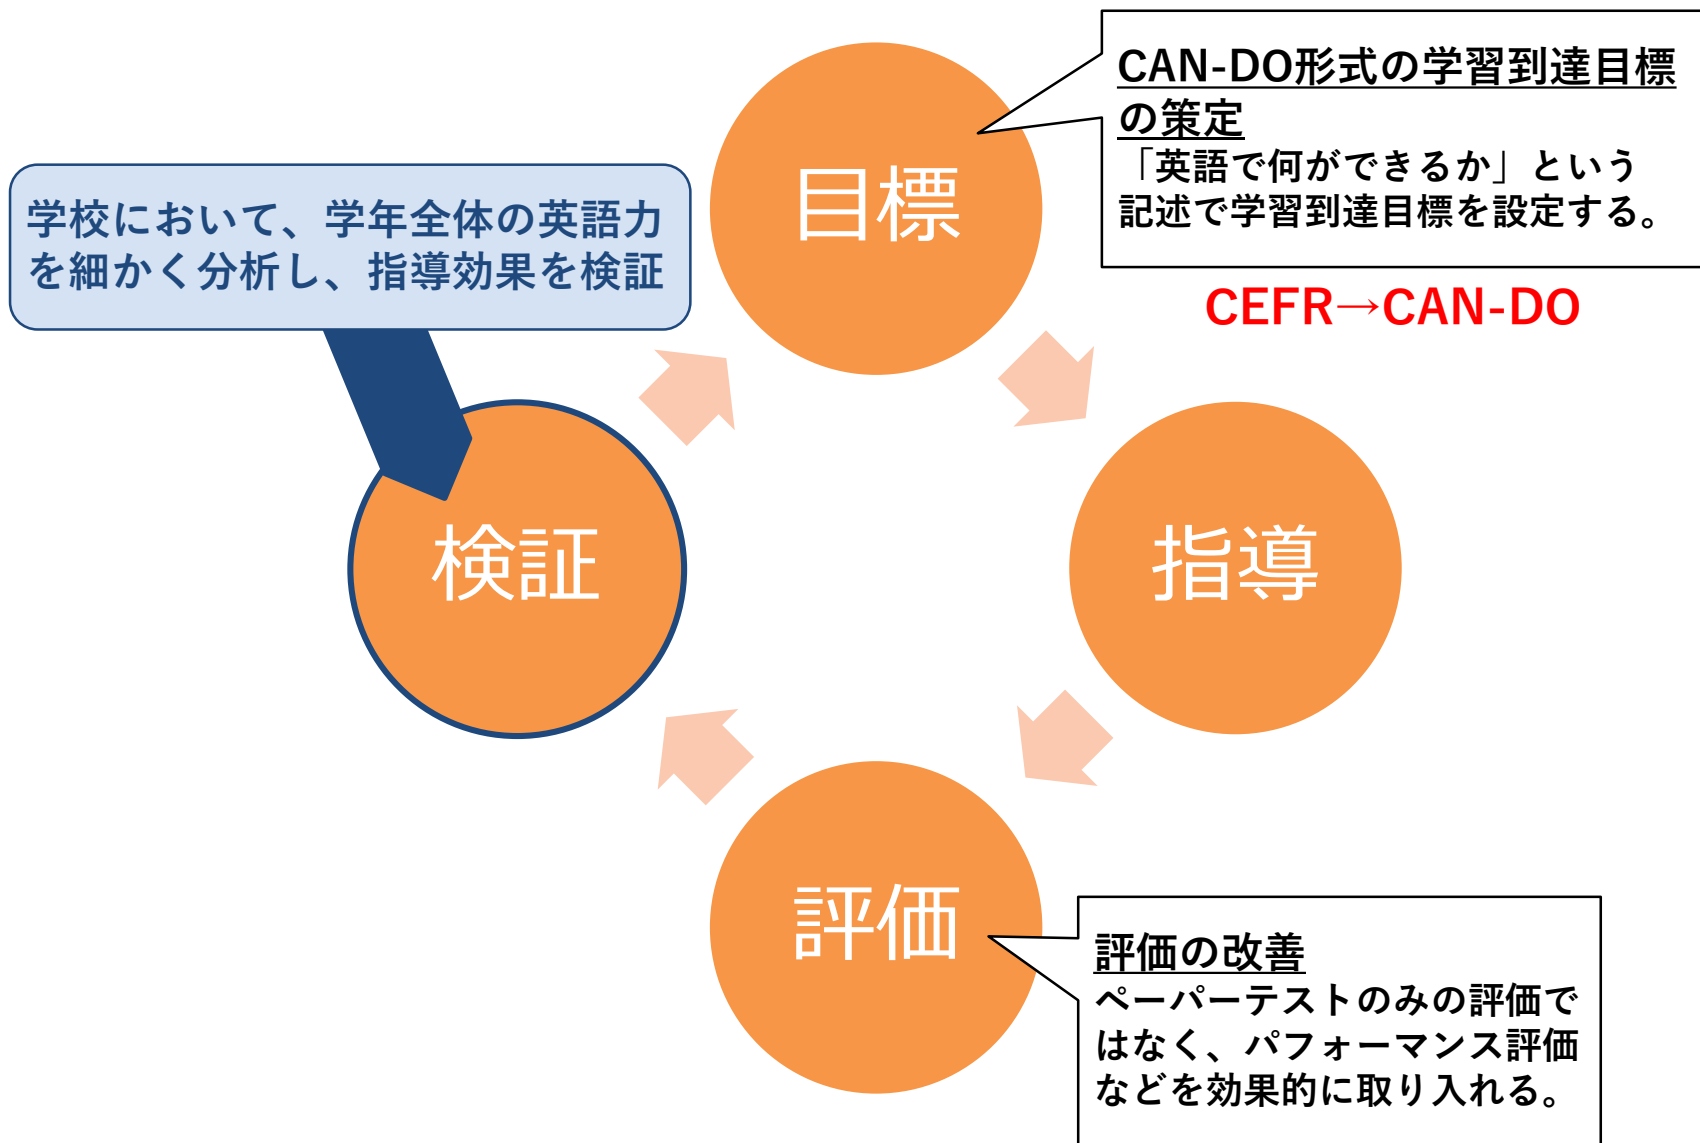 CAN-DO形式の学習到達目標
の策定
「英語で何ができるか」という
記述で学習到達目標を設定する。
目標
学校において、学年全体の英語力
を細かく分析し、指導効果を検証
CEFR→CAN-DO
検証
指導
評価
評価の改善
ペーパーテストのみの評価で
はなく、パフォーマンス評価
などを効果的に取り入れる。